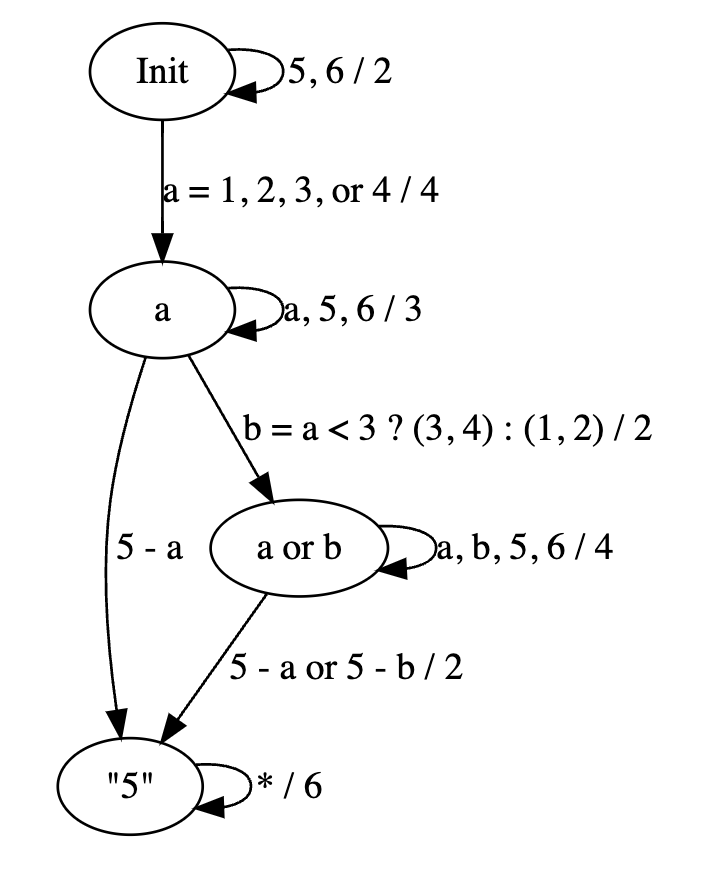 Init
5, 6 / 2
a = 1, 2, 3, or 4 / 4
a
a, 5, 6 / 3
b = a < 3 ? (3, 4) : (1, 2) / 2
5 - a
a or b
a, b, 5, 6 / 4
5 - a or 5 - b / 2
"5"
* / 6